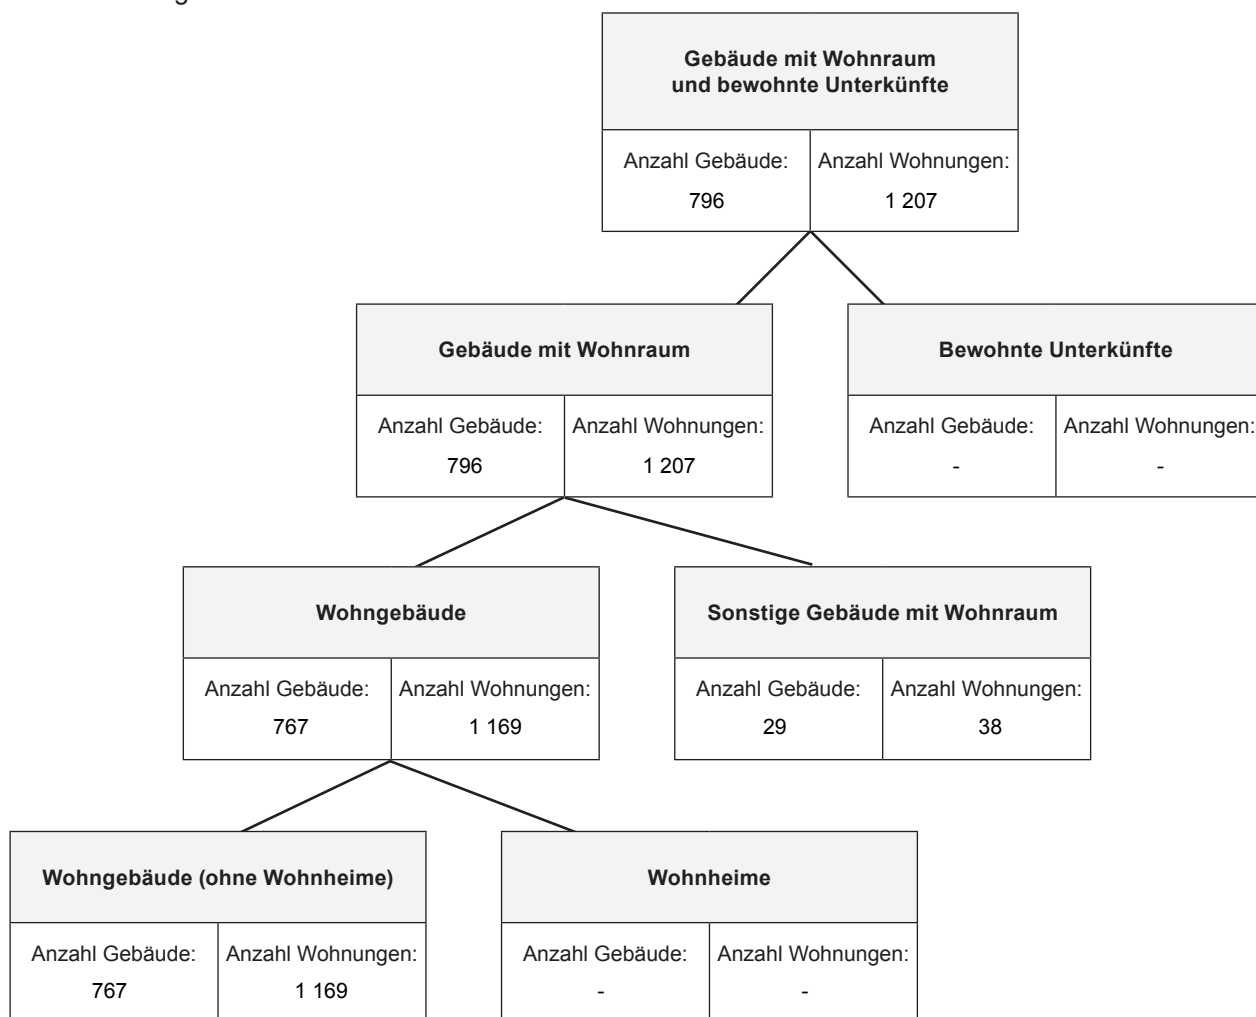 Gebäude mit Wohnraum
und bewohnte Unterkünfte
Anzahl Gebäude: Anzahl Wohnungen:
796 1 207
Gebäude mit Wohnraum
Anzahl Gebäude: Anzahl Wohnungen:
796 1 207
Bewohnte Unterkünfte
Anzahl Gebäude: Anzahl Wohnungen:
- -
Wohngebäude
Anzahl Gebäude: Anzahl Wohnungen:
767 1 169
Sonstige Gebäude mit Wohnraum
Anzahl Gebäude: Anzahl Wohnungen:
29 38
Wohngebäude (ohne Wohnheime)
Anzahl Gebäude: Anzahl Wohnungen:
767 1 169
Wohnheime
Anzahl Gebäude: Anzahl Wohnungen:
- -